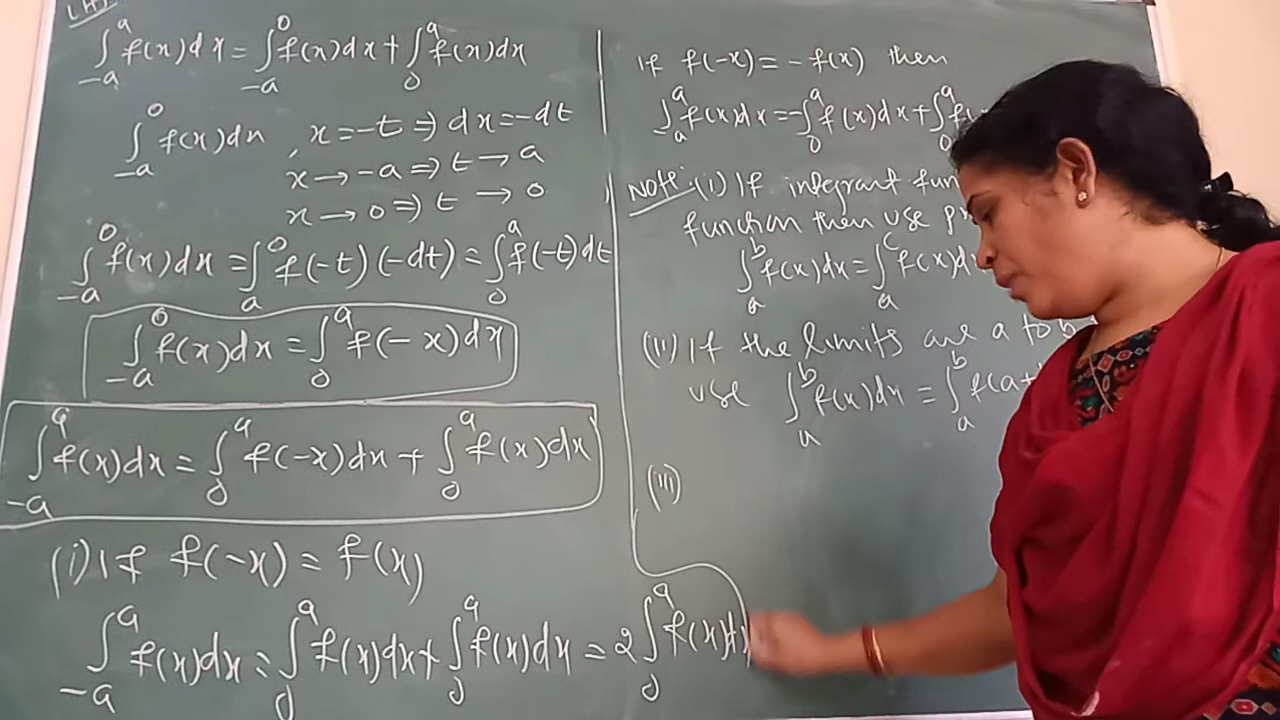 ∫_{-a}^{a} f(x)dx = ∫_{-a}^{0} f(x)dx + ∫_{0}^{a} f(x)dx
∫_{-a}^{0} f(x)dx , x=-t ⇒ dx=-dt
x → -a ⇒ t → a
x → 0 ⇒ t → 0
∫_{-a}^{0} f(x)dx = ∫_{a}^{0} f(-t)(-dt) = ∫_{0}^{a} f(-t)dt
∫_{-a}^{0} f(x)dx = ∫_{0}^{a} f(-x)dx
∫_{-a}^{a} f(x)dx = ∫_{0}^{a} f(-x)dx + ∫_{0}^{a} f(x)dx
(i) If f(-x) = f(x)
∫_{-a}^{a} f(x)dx = ∫_{0}^{a} f(x)dx + ∫_{0}^{a} f(x)dx = 2∫_{0}^{a} f(x)dx
If f(-x) = -f(x) then
∫_{a}^{a} f(x)dx = -∫_{0}^{a} f(x)dx + ∫_{0}^{a}
Note:- (i) If integrant
function then use
∫_{a}^{b} f(x)dx = ∫_{a}^{c} f(x)d
(ii) If the limits are a to b
use ∫_{a}^{b} f(x)dx = ∫_{a}^{b} f(a+
(iii)